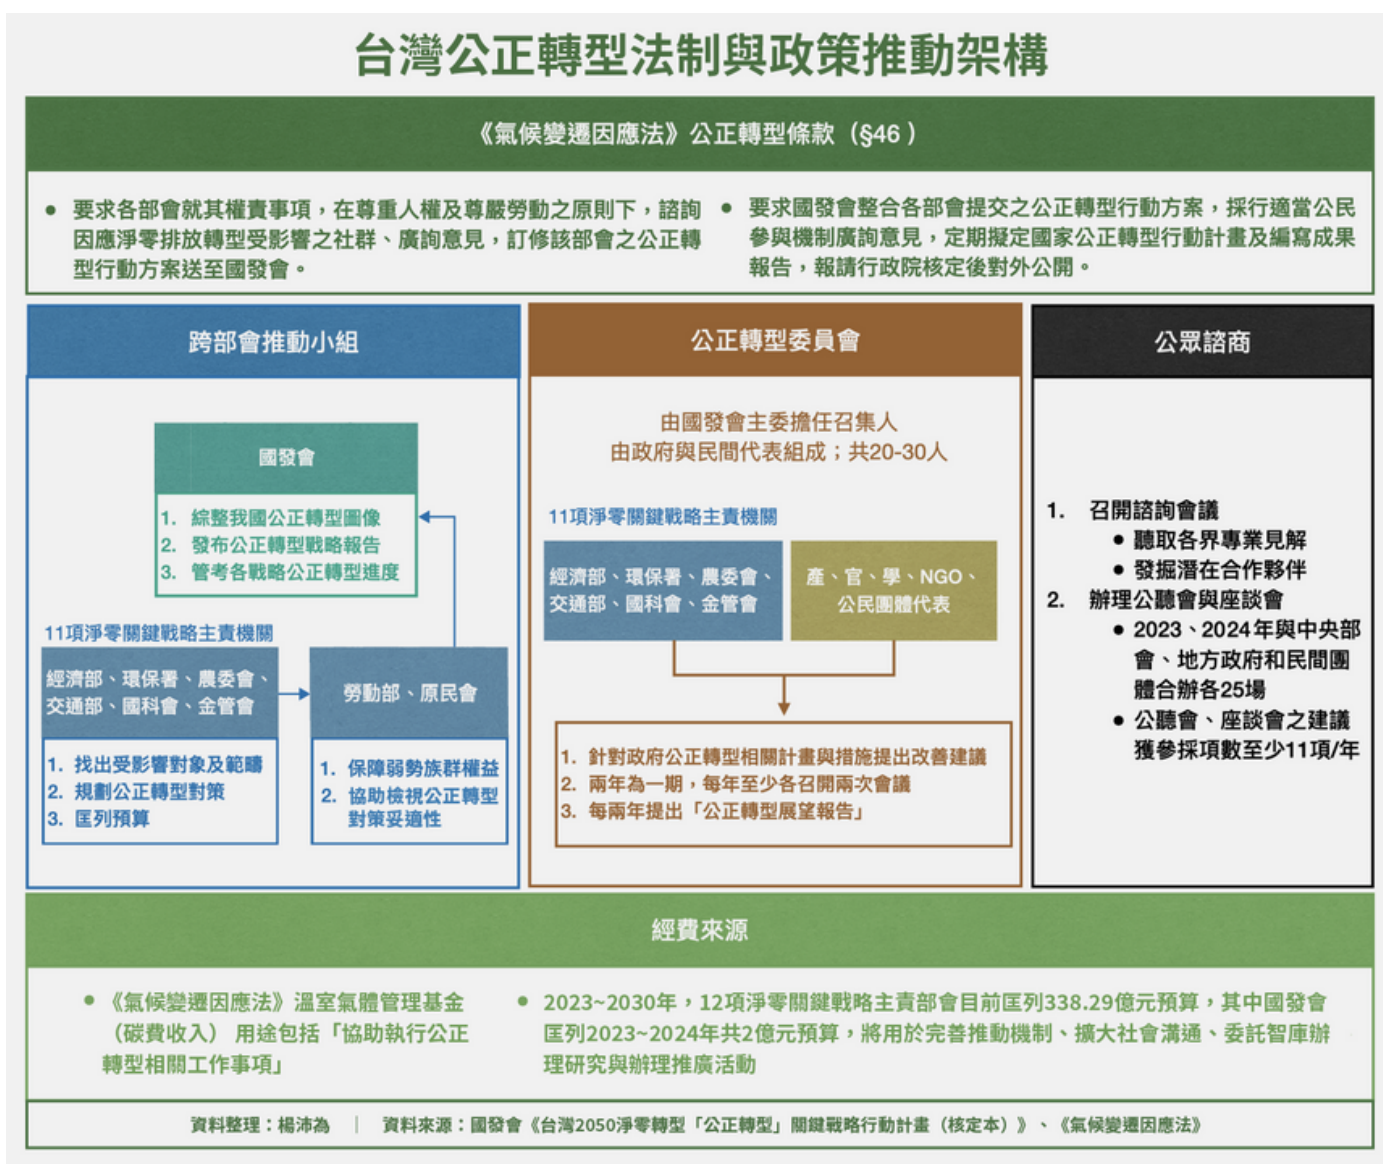 台灣公正轉型法制與政策推動架構
《氣候變遷因應法》公正轉型條款（§46 ）
● 要求各部會就其權責事項，在尊重人權及尊嚴勞動之原則下，諮詢
因應淨零排放轉型受影響之社群、廣詢意見，訂修該部會之公正轉
型行動方案送至國發會。
● 要求國發會整合各部會提交之公正轉型行動方案，採行適當公民
參與機制廣詢意見，定期擬定國家公正轉型行動計畫及編寫成果
報告，報請行政院核定後對外公開。
跨部會推動小組
國發會
1. 綜整我國公正轉型圖像
2. 發布公正轉型戰略報告
3. 管考各戰略公正轉型進度
11項淨零關鍵戰略主責機關
經濟部、環保署、農委會、
交通部、國科會、金管會
1. 找出受影響對象及範疇
2. 規劃公正轉型對策
3. 匡列預算
勞動部、原民會
1. 保障弱勢族群權益
2. 協助檢視公正轉型
對策妥適性
公正轉型委員會
由國發會主委擔任召集人
由政府與民間代表組成；共20-30人
11項淨零關鍵戰略主責機關
經濟部、環保署、農委會、
交通部、國科會、金管會
產、官、學、NGO、
公民團體代表
1. 針對政府公正轉型相關計畫與措施提出改善建議
2. 兩年為一期，每年至少各召開兩次會議
3. 每兩年提出「公正轉型展望報告」
公眾諮商
1. 召開諮詢會議
● 聽取各界專業見解
● 發掘潛在合作夥伴
2. 辦理公聽會與座談會
● 2023、2024年與中央部
會、地方政府和民間團
體合辦各25場
● 公聽會、座談會之建議
獲參採項數至少11項/年
經費來源
● 《氣候變遷因應法》溫室氣體管理基金
（碳費收入） 用途包括「協助執行公正
轉型相關工作事項」
● 2023~2030年，12項淨零關鍵戰略主責部會目前匡列338.29億元預算，其中國發會
匡列2023~2024年共2億元預算，將用於完善推動機制、擴大社會溝通、委託智庫辦
理研究與辦理推廣活動
資料整理：楊沛為 ｜ 資料來源：國發會《台灣2050淨零轉型「公正轉型」關鍵戰略行動計畫（核定本）》、《氣候變遷因應法》